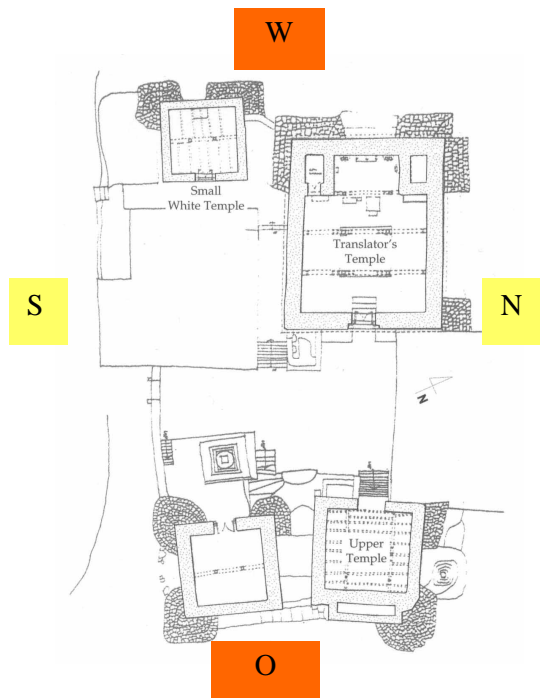 W
Small
White Temple
Translator's
Temple
S
N
N
Upper
Temple
O